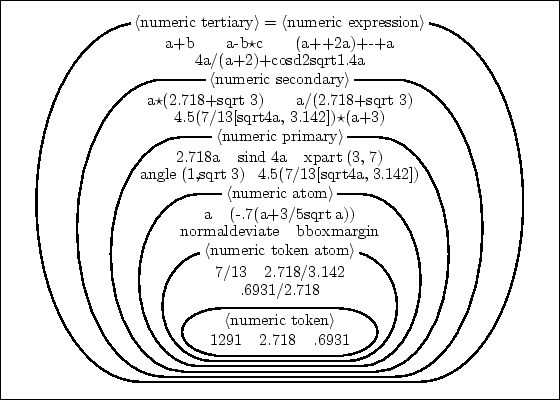 ⟨numeric tertiary⟩ = ⟨numeric expression⟩
a+b a-b*c (a++2a)+-+a
4a/(a+2)+cosd2sqrt1.4a
⟨numeric secondary⟩
a*(2.718+sqrt 3) a/(2.718+sqrt 3)
4.5(7/13[sqrt4a, 3.142])*(a+3)
⟨numeric primary⟩
2.718a sind 4a xpart (3, 7)
angle (1,sqrt 3) 4.5(7/13[sqrt4a, 3.142])
⟨numeric atom⟩
a (-.7(a+3/5sqrt a))
normaldeviate bboxmargin
⟨numeric token atom⟩
7/13 2.718/3.142
.6931/2.718
⟨numeric token⟩
1291 2.718 .6931